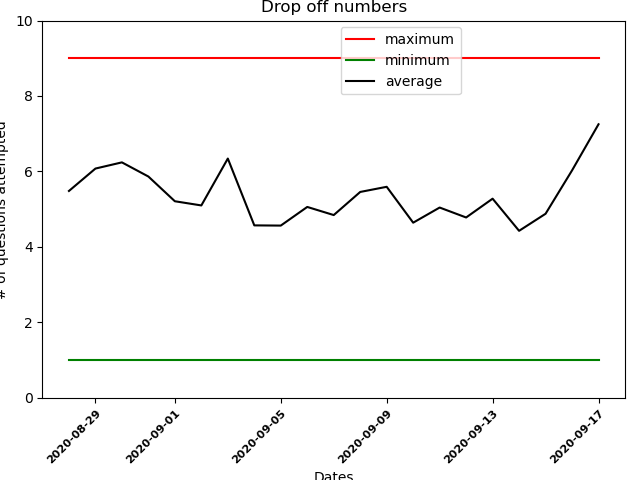 Drop off numbers
maximum
minimum
average
# of questions attempted
10
8
6
4
2
0
2020-08-29
2020-09-01
2020-09-05
2020-09-09
2020-09-13
2020-09-17
Dates